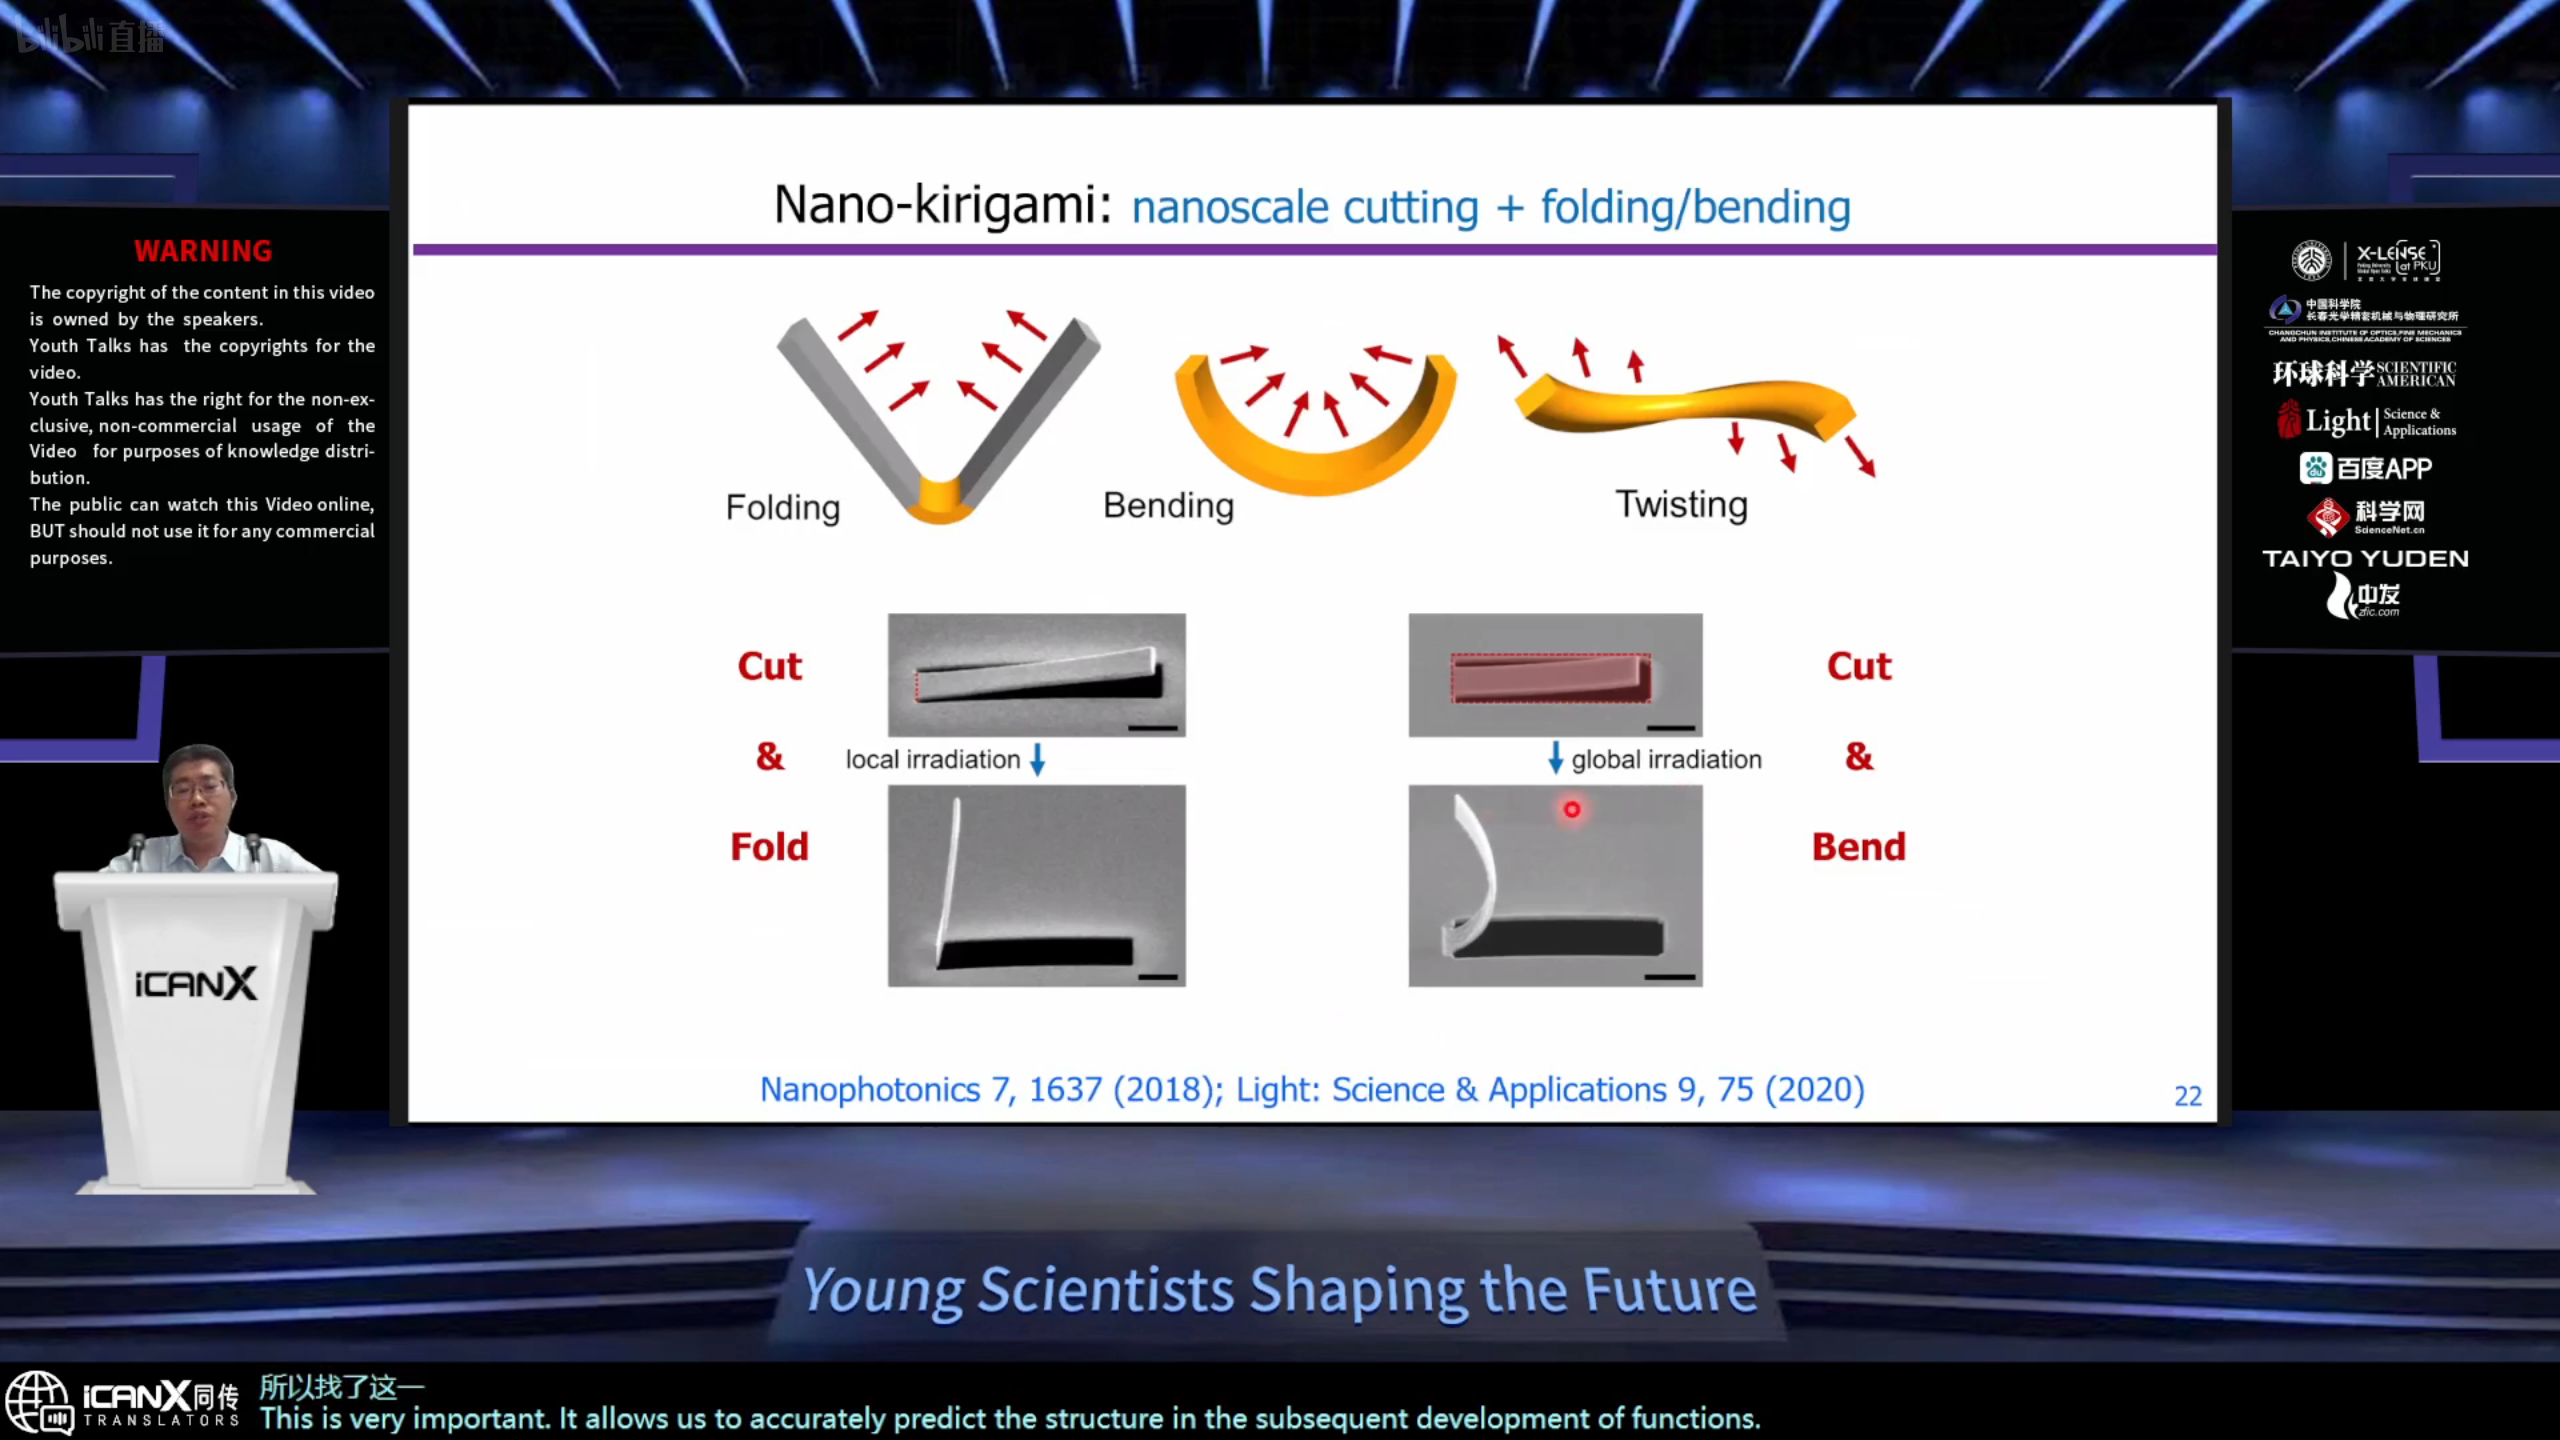 bilibili直播
Nano-kirigami: nanoscale cutting + folding/bending
WARNING
The copyright of the content in this video
is owned by the speakers.
Youth Talks has the copyrights for the
video.
Youth Talks has the right for the non-ex-
clusive, non-commercial usage of the
Video for purposes of knowledge distri-
bution.
The public can watch this Video online,
BUT should not use it for any commercial
purposes.
Folding
Bending
Twisting
Cut
&
Fold
local irradiation
global irradiation
Cut
&
Bend
Nanophotonics 7, 1637 (2018); Light: Science & Applications 9, 75 (2020)
22
X-LENSE
at PKU
中国科学院
长春光学精密机械与物理研究所
CHANGCHUN INSTITUTE OF OPTICS,FINE MECHANICS
AND PHYSICS,CHINESE ACADEMY OF SCIENCES
环球科学 SCIENTIFIC
AMERICAN
Light Science &
Applications
du 百度APP
科学网
ScienceNet.cn
TAIYO YUDEN
中发
zfic.com
iCANX
Young Scientists Shaping the Future
iCANX同传
TRANSLATORS
所以找了这一
This is very important. It allows us to accurately predict the structure in the subsequent development of functions.